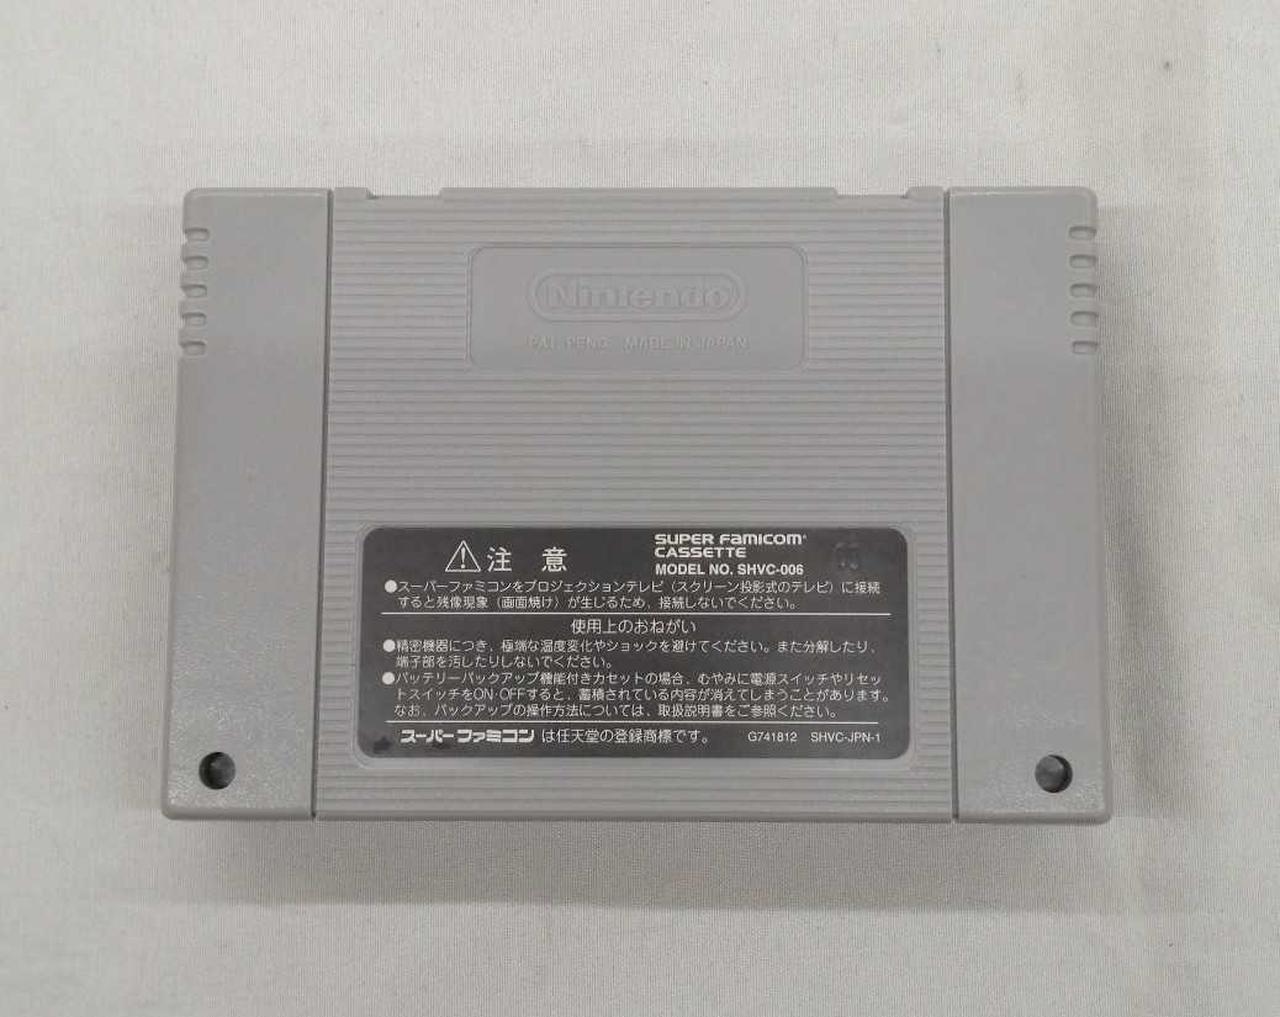 Nintendo
PAT. PEND. MADE IN JAPAN
注 意
SUPER FAMICOM
CASSETTE
MODEL NO. SHVC-006
●スーパーファミコンをプロジェクションテレビ（スクリーン投影式のテレビ）に接続
すると残像現象（画面焼け）が生じるため、接続しないでください。
使用上のおねがい
●精密機器につき、極端な温度変化やショックを避けてください。また分解したり、
端子部を汚したりしないでください。
●バッテリーバックアップ機能付きカセットの場合、むやみに電源スイッチやリセッ
トスイッチをON・OFFすると、蓄積されている内容が消えてしまうことがあります。
なお、バックアップの操作方法については、取扱説明書をご参照ください。
スーパーファミコン は任天堂の登録商標です。 G741812 SHVC-JPN-1